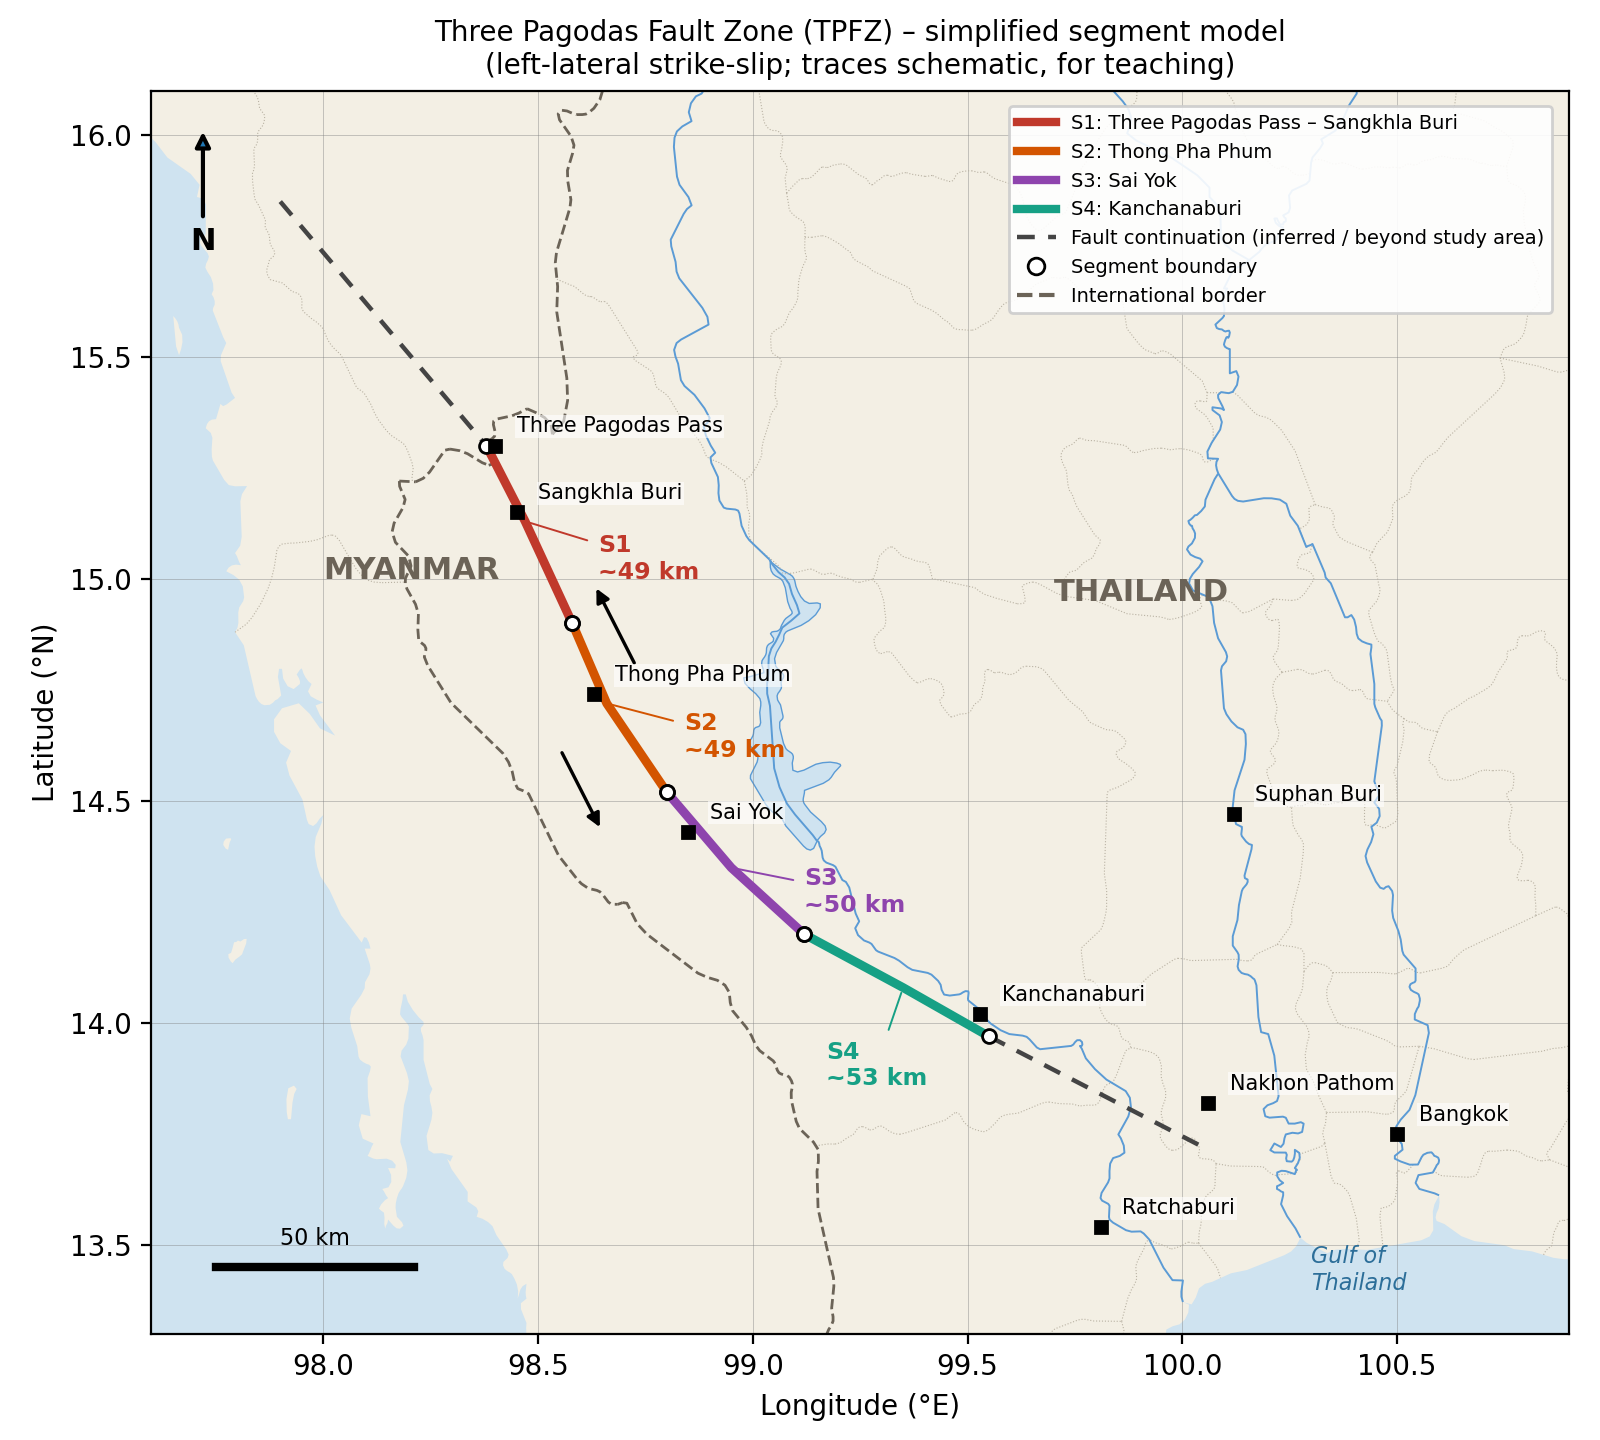 Three Pagodas Fault Zone (TPFZ) – simplified segment model
(left-lateral strike-slip; traces schematic, for teaching)
S1: Three Pagodas Pass – Sangkhla Buri
S2: Thong Pha Phum
S3: Sai Yok
S4: Kanchanaburi
Fault continuation (inferred / beyond study area)
Segment boundary
International border
N
Three Pagodas Pass
Sangkhla Buri
S1
~49 km
MYANMAR
THAILAND
Thong Pha Phum
S2
~49 km
Sai Yok
Suphan Buri
S3
~50 km
Kanchanaburi
S4
~53 km
Nakhon Pathom
Bangkok
Ratchaburi
50 km
Gulf of
Thailand
16.0
15.5
15.0
14.5
14.0
13.5
Latitude (°N)
98.0
98.5
99.0
99.5
100.0
100.5
Longitude (°E)